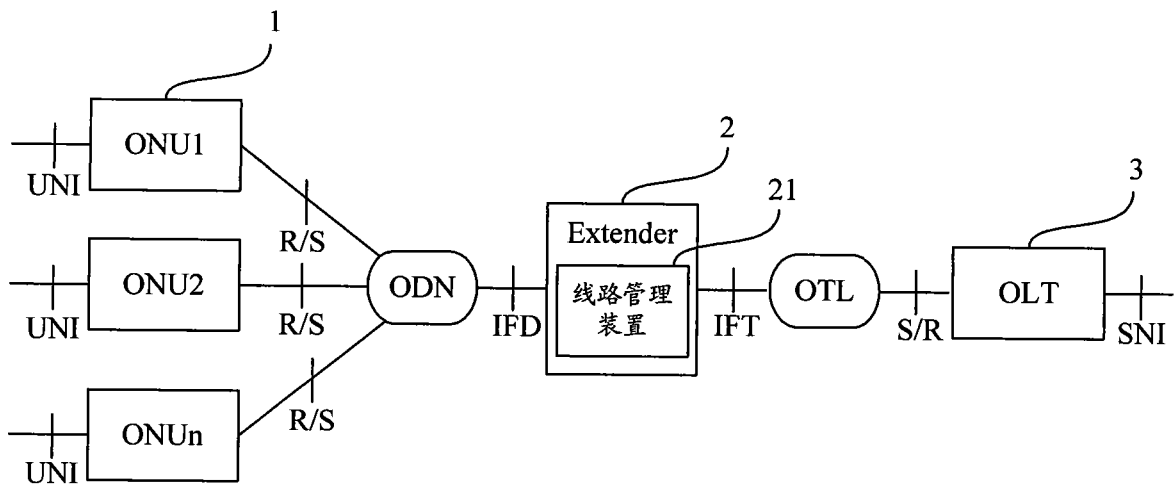 1
ONU1
UNI
R/S
2
21
3
Extender
线路管理
装置
ONU2
UNI
R/S
ODN
IFD
IFT
OTL
S/R
OLT
SNI
ONUn
UNI
R/S